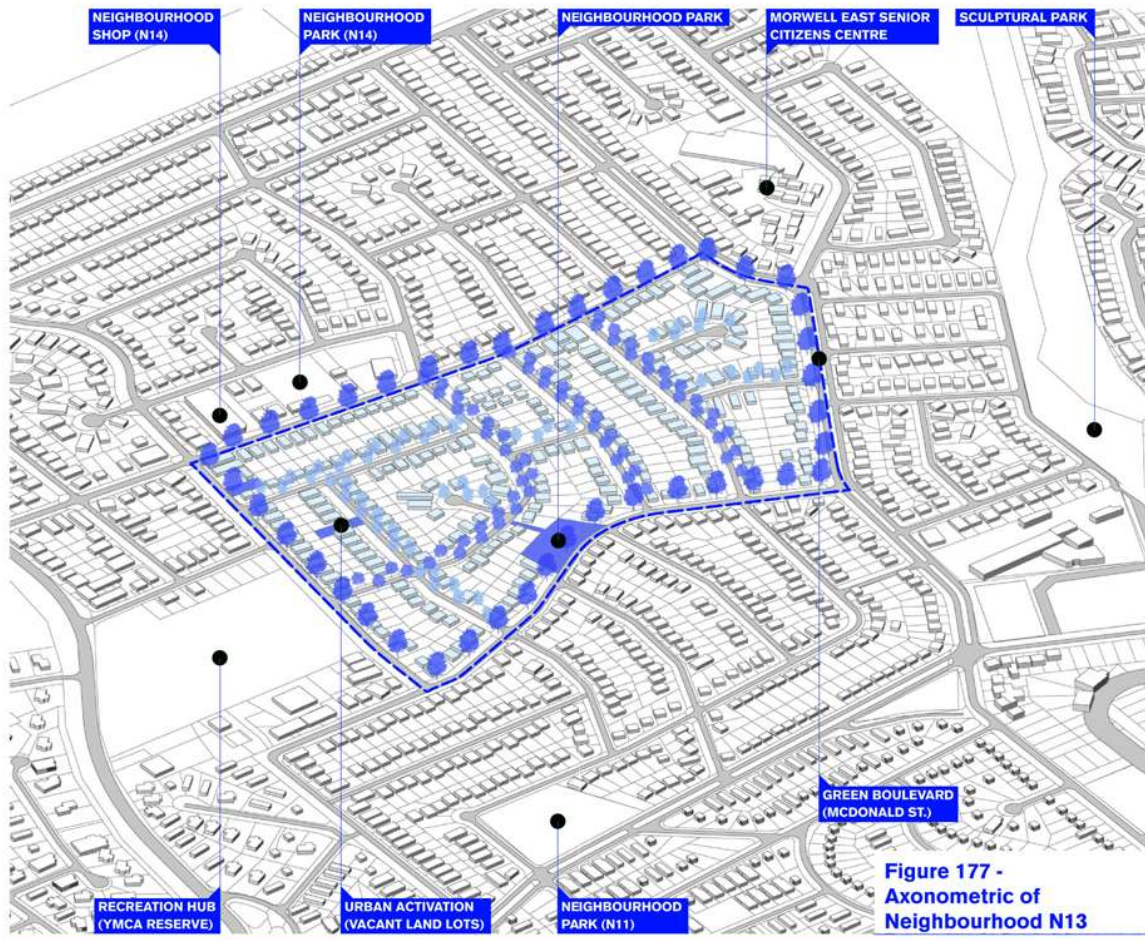 NEIGHBOURHOOD
SHOP (N14)
NEIGHBOURHOOD
PARK (N14)
NEIGHBOURHOOD PARK
MORWELL EAST SENIOR
CITIZENS CENTRE
SCULPTURAL PARK
GREEN BOULEVARD
(MCDONALD ST.)
RECREATION HUB
(YMCA RESERVE)
URBAN ACTIVATION
(VACANT LAND LOTS)
NEIGHBOURHOOD
PARK (N11)
Figure 177 -
Axonometric of
Neighbourhood N13